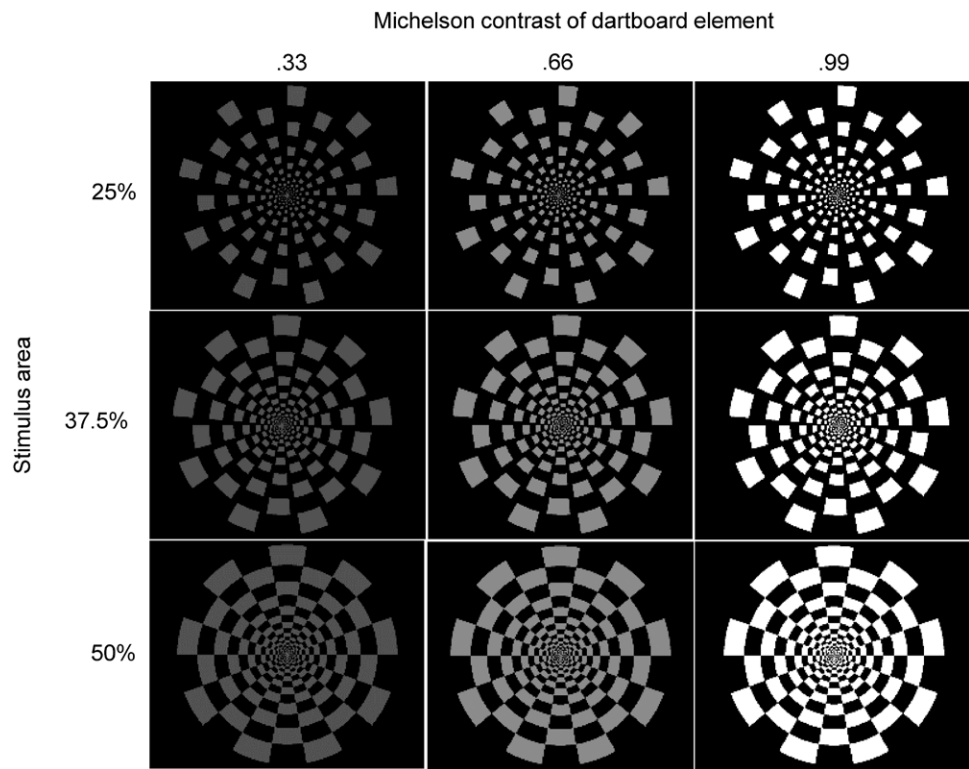 Michelson contrast of dartboard element
.33 .66 .99
Stimulus area
25%
37.5%
50%